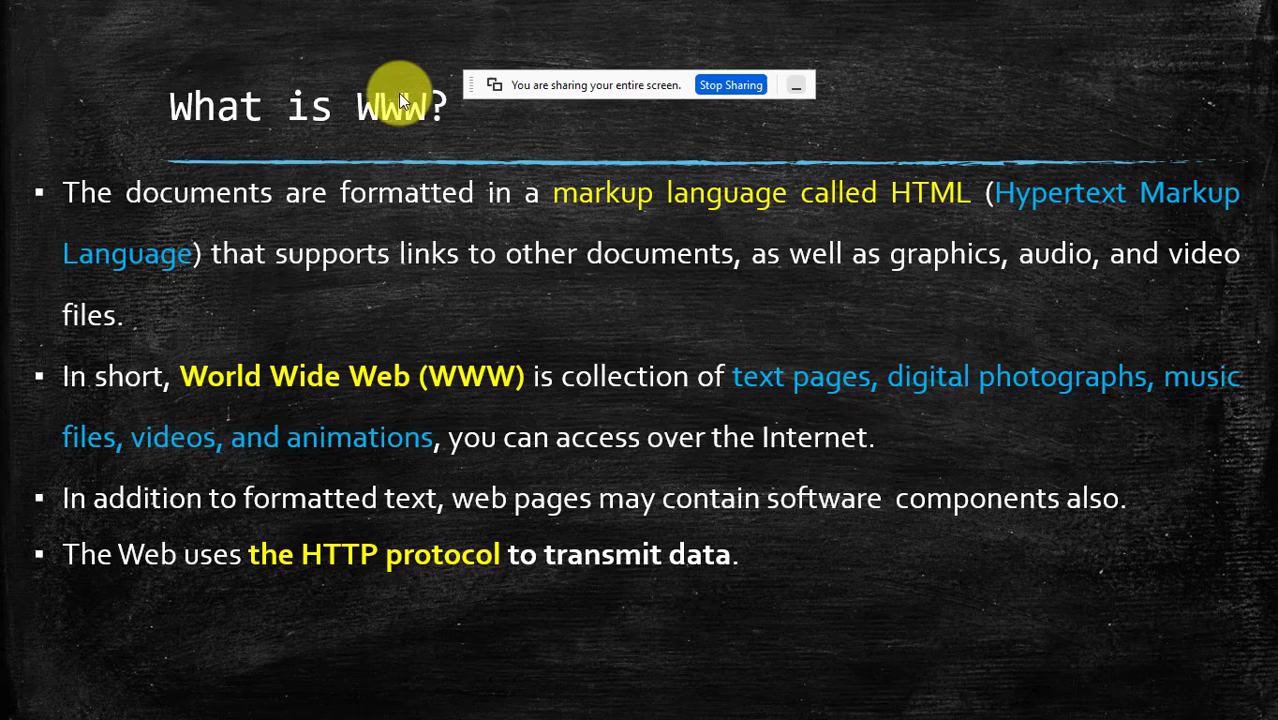 What is WWW?
You are sharing your entire screen. Stop Sharing
▪ The documents are formatted in a markup language called HTML (Hypertext Markup
Language) that supports links to other documents, as well as graphics, audio, and video
files.
▪ In short, World Wide Web (WWW) is collection of text pages, digital photographs, music
files, videos, and animations, you can access over the Internet.
▪ In addition to formatted text, web pages may contain software  components also.
▪ The Web uses the HTTP protocol to transmit data.